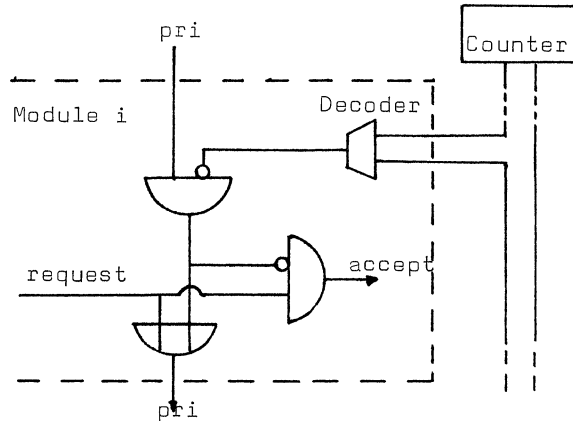 pri
Counter
Decoder
Module i
request
accept
pri